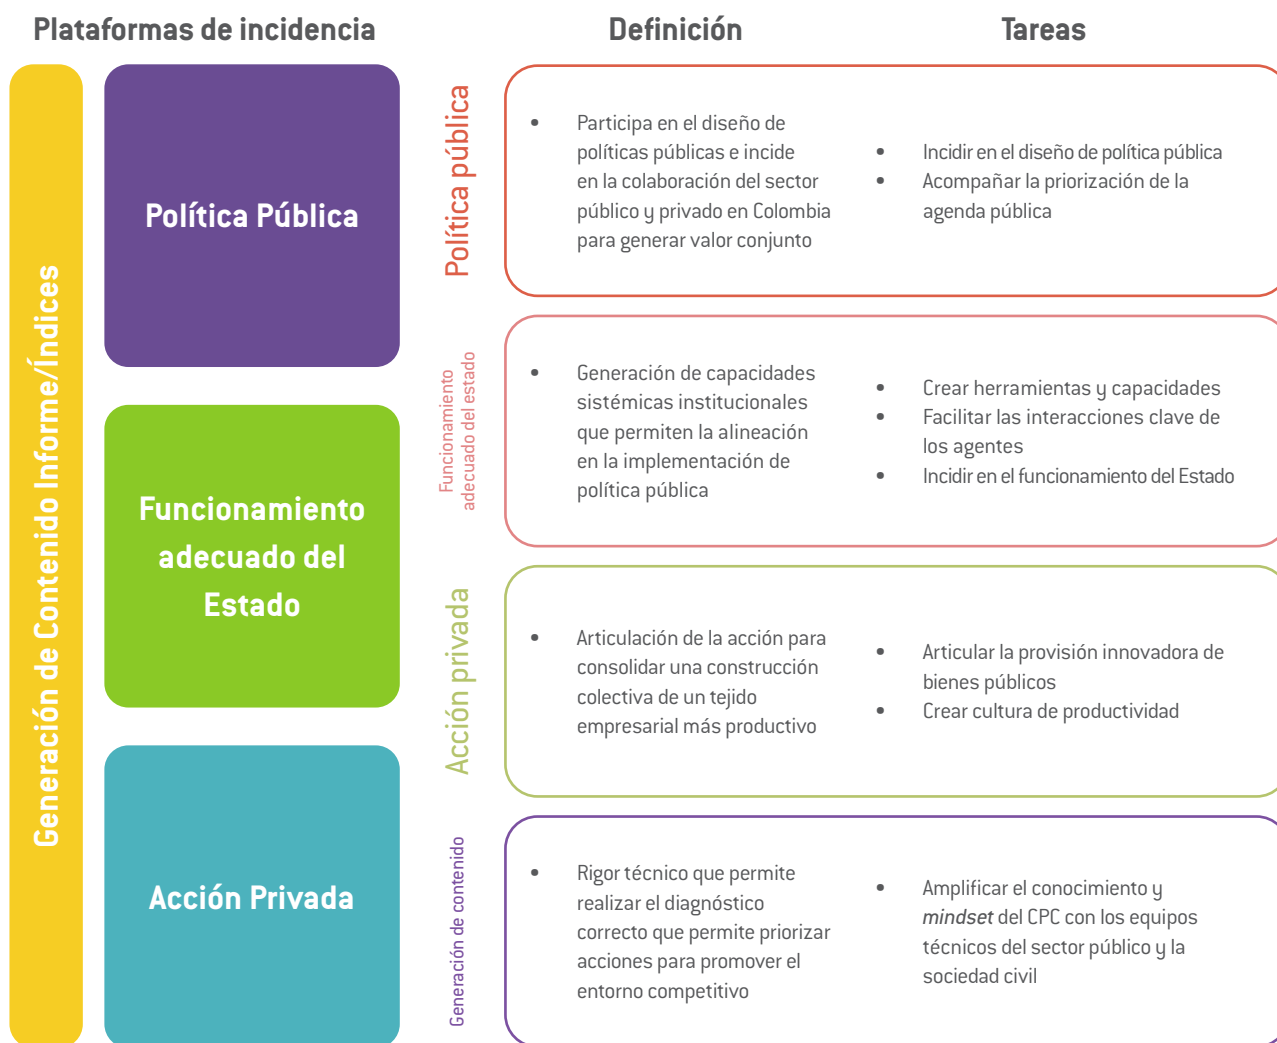 Plataformas de incidencia
Definición
Tareas
Generación de Contenido Informe/Índices
Política Pública
Funcionamiento
adecuado del
Estado
Acción Privada
Política pública
• Participa en el diseño de
políticas públicas e incide
en la colaboración del sector
público y privado en Colombia
para generar valor conjunto
• Incidir en el diseño de política pública
• Acompañar la priorización de la
agenda pública
Funcionamiento
adecuado del estado
• Generación de capacidades
sistémicas institucionales
que permiten la alineación
en la implementación de
política pública
• Crear herramientas y capacidades
• Facilitar las interacciones clave de
los agentes
• Incidir en el funcionamiento del Estado
Acción privada
• Articulación de la acción para
consolidar una construcción
colectiva de un tejido
empresarial más productivo
• Articular la provisión innovadora de
bienes públicos
• Crear cultura de productividad
Generación de contenido
• Rigor técnico que permite
realizar el diagnóstico
correcto que permite priorizar
acciones para promover el
entorno competitivo
• Amplificar el conocimiento y
mindset del CPC con los equipos
técnicos del sector público y la
sociedad civil